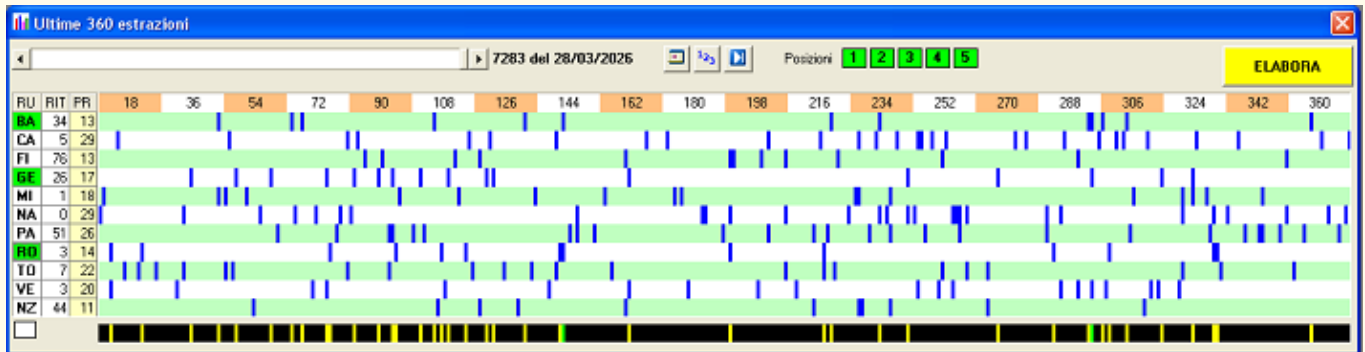 Ultime 360 estrazioni
7283 del 28/03/2026 123 Posizioni 1 2 3 4 5 ELABORA
RU RIT PR 18 36 54 72 90 108 126 144 162 180 198 216 234 252 270 288 306 324 342 360
BA 34 13
CA 5 29
FI 76 13
GE 26 17
MI 1 18
NA 0 29
PA 51 26
RO 3 14
TO 7 22
VE 3 20
NZ 44 11